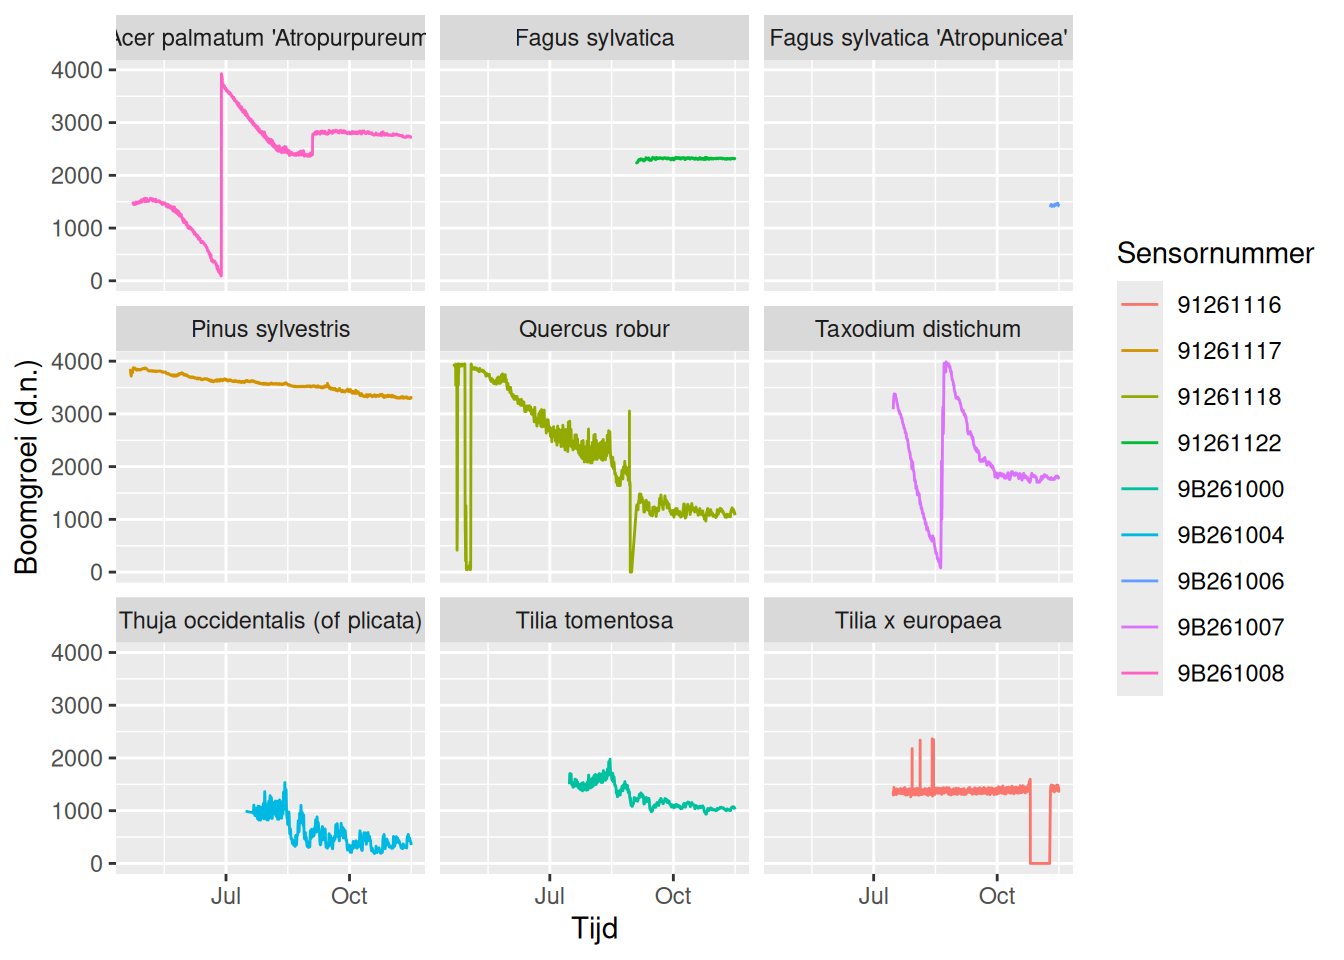 Acer palmatum 'Atropurpureum
Fagus sylvatica
Fagus sylvatica 'Atropunicea'
4000
3000
2000
1000
0
Pinus sylvestris
Quercus robur
Taxodium distichum
4000
3000
2000
1000
0
Thuja occidentalis (of plicata)
Tilia tomentosa
Tilia x europaea
4000
3000
2000
1000
0
Jul
Oct
Jul
Oct
Jul
Oct
Tijd
Boomgroei (d.n.)
Sensornummer
91261116
91261117
91261118
91261122
9B261000
9B261004
9B261006
9B261007
9B261008